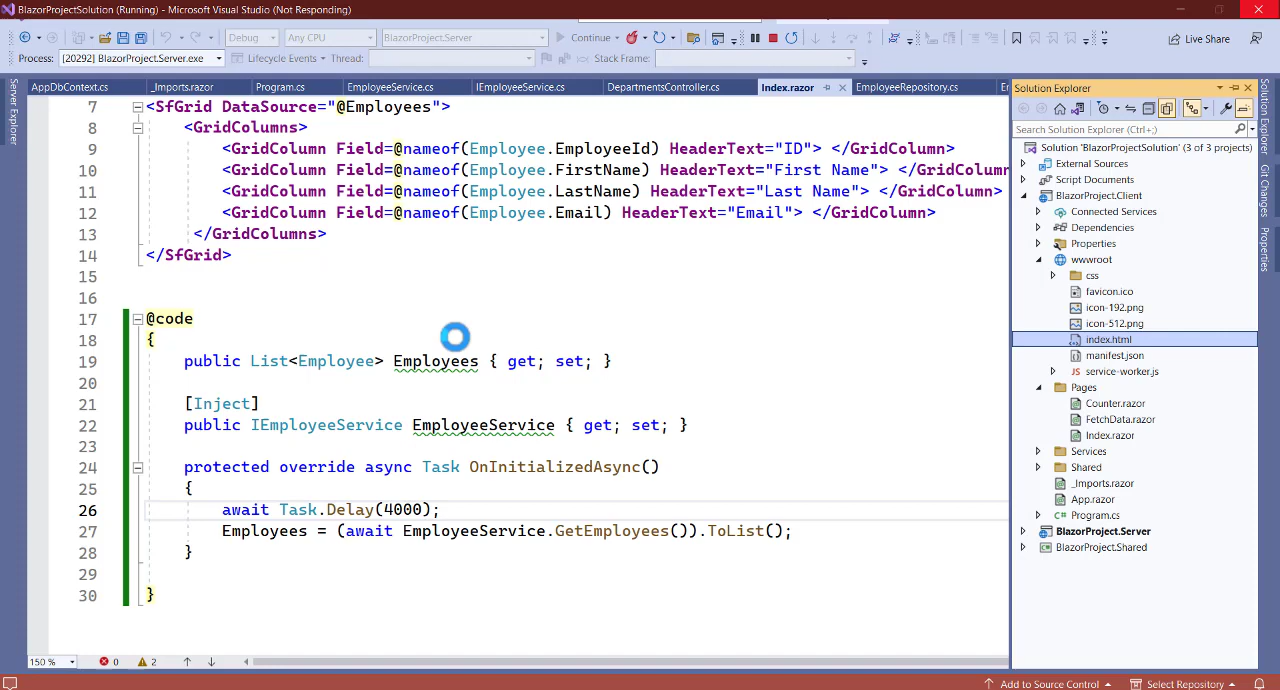 BlazorProjectSolution (Running) - Microsoft Visual Studio (Not Responding)
Debug Any CPU BlazorProject.Server Continue Live Share
Process: [20292] BlazorProject.Server.exe Lifecycle Events Thread: Stack Frame:
Server Explorer
AppDbContext.cs _Imports.razor Program.cs EmployeeService.cs IEmployeeService.cs DepartmentsController.cs Index.razor EmployeeRepository.cs
7 <SfGrid DataSource="@Employees">
8 <GridColumns>
9 <GridColumn Field=@nameof(Employee.EmployeeId) HeaderText="ID"> </GridColumn>
10 <GridColumn Field=@nameof(Employee.FirstName) HeaderText="First Name"> </GridColumn
11 <GridColumn Field=@nameof(Employee.LastName) HeaderText="Last Name"> </GridColumn>
12 <GridColumn Field=@nameof(Employee.Email) HeaderText="Email"> </GridColumn>
13 </GridColumns>
14 </SfGrid>
15
16
17 @code
18 {
19 public List<Employee> Employees { get; set; }
20
21 [Inject]
22 public IEmployeeService EmployeeService { get; set; }
23
24 protected override async Task OnInitializedAsync()
25 {
26 await Task.Delay(4000);
27 Employees = (await EmployeeService.GetEmployees()).ToList();
28 }
29
30 }
150 % 0 2
Solution Explorer
Search Solution Explorer (Ctrl+;)
Solution 'BlazorProjectSolution' (3 of 3 projects)
External Sources
Script Documents
BlazorProject.Client
Connected Services
Dependencies
Properties
wwwroot
css
favicon.ico
icon-192.png
icon-512.png
index.html
manifest.json
JS service-worker.js
Pages
Counter.razor
FetchData.razor
Index.razor
Services
Shared
_Imports.razor
App.razor
C# Program.cs
BlazorProject.Server
BlazorProject.Shared
Solution Explorer
Git Changes
Properties
Add to Source Control Select Repository